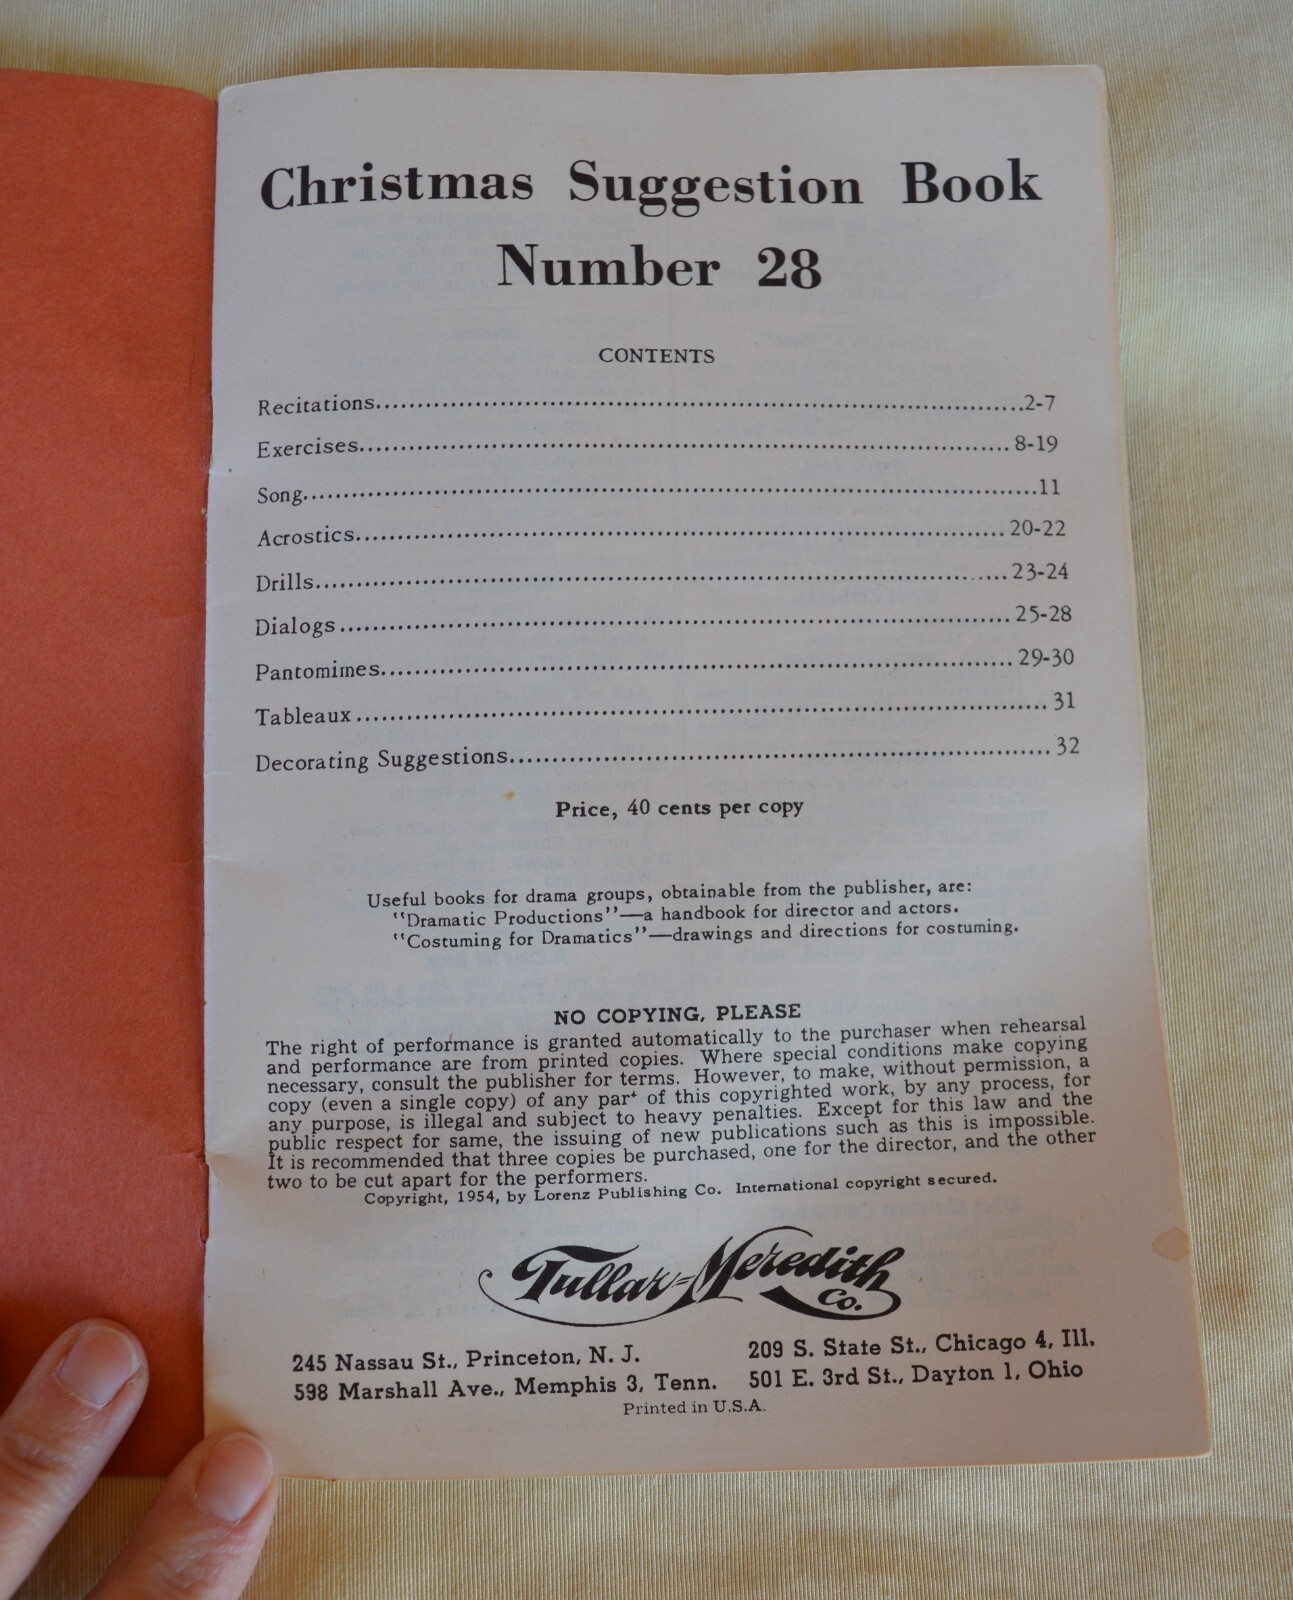 Christmas Suggestion Book
Number 28
CONTENTS
Recitations................................................................................2-7
Exercises................................................................................8-19
Song................................................................................11
Acrostics................................................................................20-22
Drills................................................................................23-24
Dialogs................................................................................25-28
Pantomimes................................................................................29-30
Tableaux................................................................................31
Decorating Suggestions................................................................................32
Price, 40 cents per copy
Useful books for drama groups, obtainable from the publisher, are:
"Dramatic Productions"—a handbook for director and actors.
"Costuming for Dramatics"—drawings and directions for costuming.
NO COPYING, PLEASE
The right of performance is granted automatically to the purchaser when rehearsal
and performance are from printed copies. Where special conditions make copying
necessary, consult the publisher for terms. However, to make, without permission, a
copy (even a single copy) of any part of this copyrighted work, by any process, for
any purpose, is illegal and subject to heavy penalties. Except for this law and the
public respect for same, the issuing of new publications such as this is impossible.
It is recommended that three copies be purchased, one for the director, and the other
two to be cut apart for the performers.
Copyright, 1954, by Lorenz Publishing Co. International copyright secured.
Tullar-Meredith Co.
245 Nassau St., Princeton, N. J. 209 S. State St., Chicago 4, Ill.
598 Marshall Ave., Memphis 3, Tenn. 501 E. 3rd St., Dayton 1, Ohio
Printed in U.S.A.